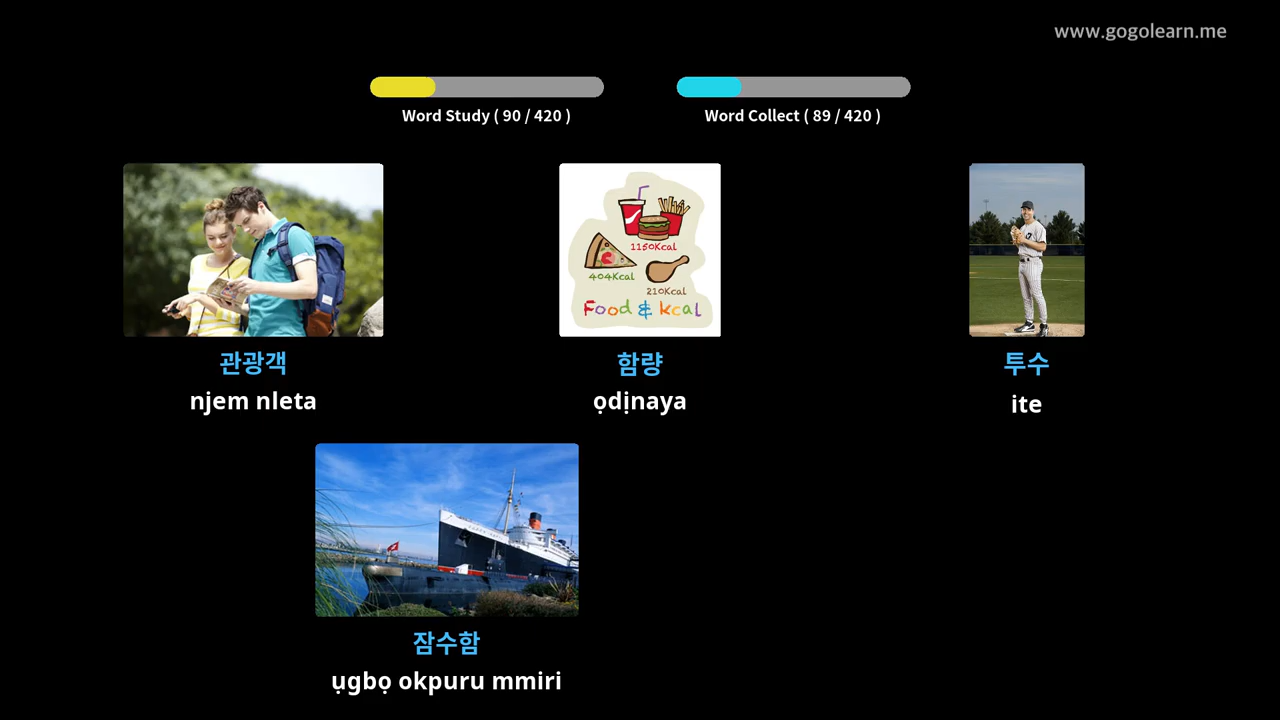 www.gogolearn.me
Word Study ( 90 / 420 )
Word Collect ( 89 / 420 )
1150Kcal
404Kcal
210Kcal
Food & kcal
관광객
함량
투수
njem nleta
ọdịnaya
ite
잠수함
ụgbọ okpuru mmiri